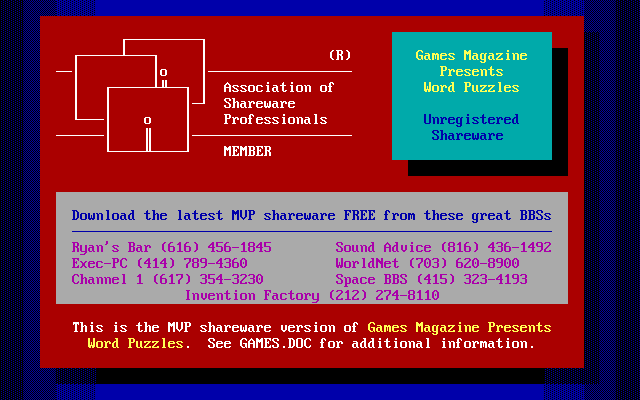 (R)
Association of
Shareware
Professionals
MEMBER
Games Magazine
Presents
Word Puzzles
Unregistered
Shareware
Download the latest MVP shareware FREE from these great BBSs
Ryan's Bar (616) 456-1845 Sound Advice (816) 436-1492
Exec-PC (414) 789-4360 WorldNet (703) 620-8900
Channel 1 (617) 354-3230 Space BBS (415) 323-4193
Invention Factory (212) 274-8110
This is the MVP shareware version of Games Magazine Presents
Word Puzzles. See GAMES.DOC for additional information.